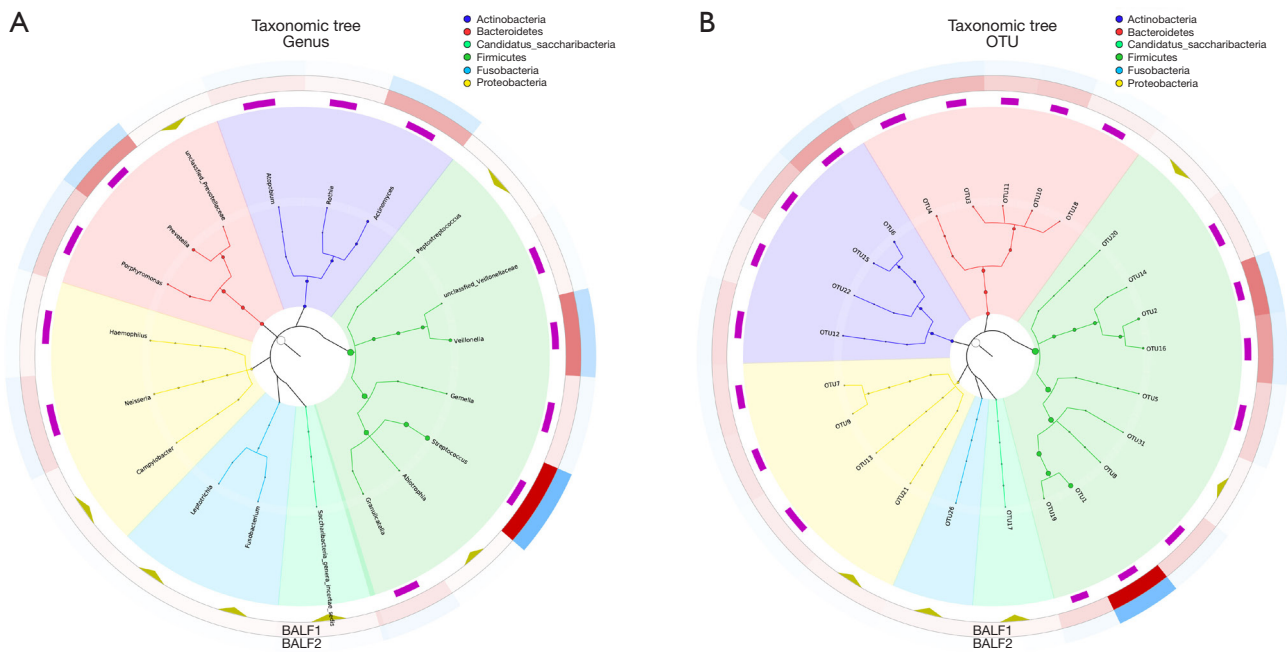 A
Taxonomic tree
Genus
Actinobacteria
Bacteroidetes
Candidatus_saccharibacteria
Firmicutes
Fusobacteria
Proteobacteria
unclassified_Prevotellaceae
Prevotella
Porphyromonas
Atopobium
Rothia
Actinomyces
Peptostreptococcus
unclassified_Veillonellaceae
Veillonella
Gemella
Streptococcus
Abiotrophia
Granulicatella
Saccharibacteria_genera_incertae_sedis
Fusobacterium
Leptotrichia
Campylobacter
Neisseria
Haemophilus
BALF1
BALF2
B
Taxonomic tree
OTU
Actinobacteria
Bacteroidetes
Candidatus_saccharibacteria
Firmicutes
Fusobacteria
Proteobacteria
OTU4
OTU3
OTU11
OTU10
OTU18
OTU20
OTU14
OTU2
OTU16
OTU5
OTU31
OTU8
OTU1
OTU19
OTU17
OTU26
OTU21
OTU13
OTU9
OTU7
OTU12
OTU22
OTU15
OTU6
BALF1
BALF2